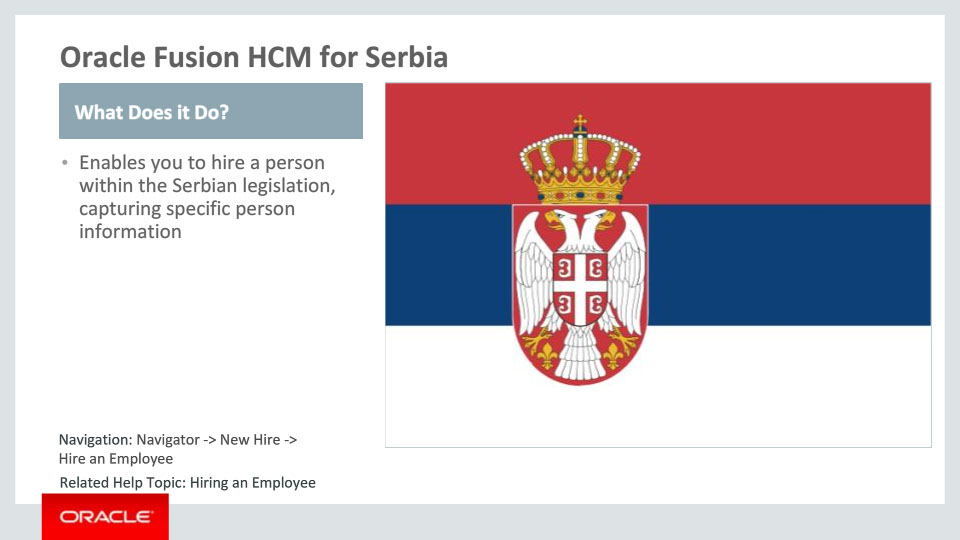 Oracle Fusion HCM for Serbia
What Does it Do?
• Enables you to hire a person
within the Serbian legislation,
capturing specific person
information
Navigation: Navigator -> New Hire ->
Hire an Employee
Related Help Topic: Hiring an Employee
ORACLE